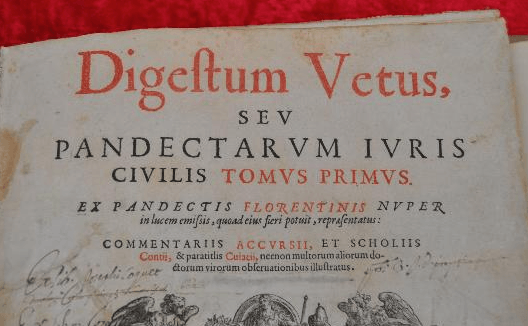 Digeſtum Vetus,
SEV
PANDECTARVM IVRIS
CIVILIS TOMVS PRIMVS.
EX PANDECTIS FLORENTINIS NVPER
in lucem emiſsis, quoad eius fieri potuit, repræſentatus:
COMMENTARIIS ACCVRSII, ET SCHOLIIS
Contii, & paratitlis Cuiacii, necnon multorum aliorum do-
ctorum virorum obſeruationibus illuſtratus.